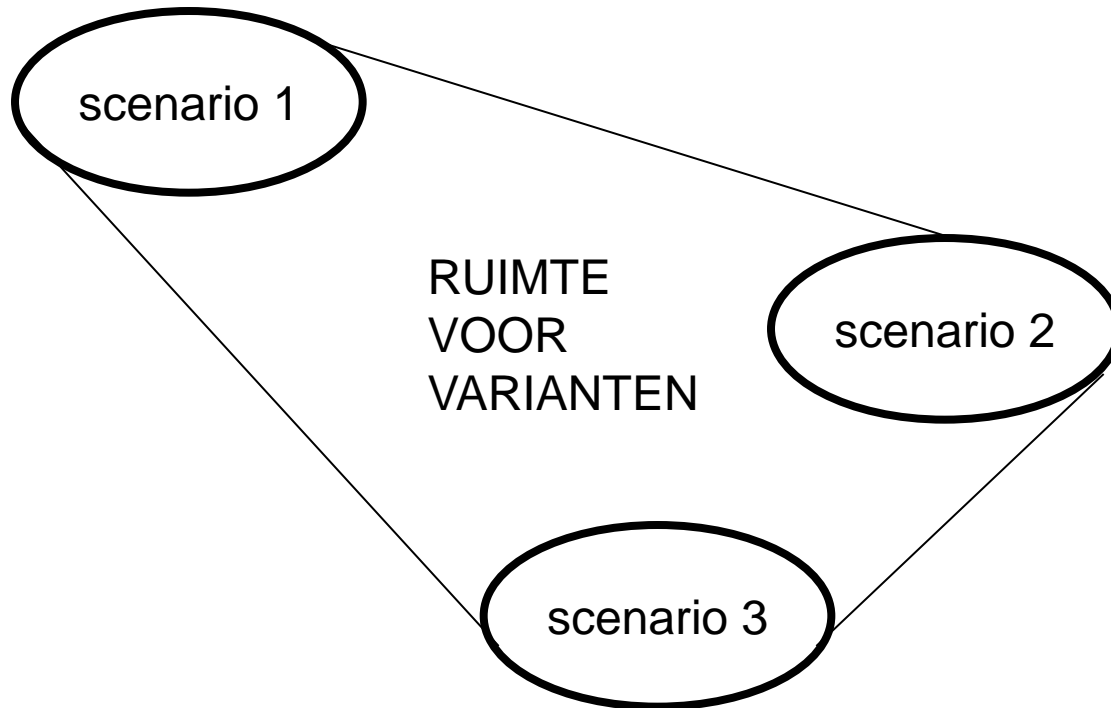 scenario 1
RUIMTE
VOOR
VARIANTEN
scenario 2
scenario 3